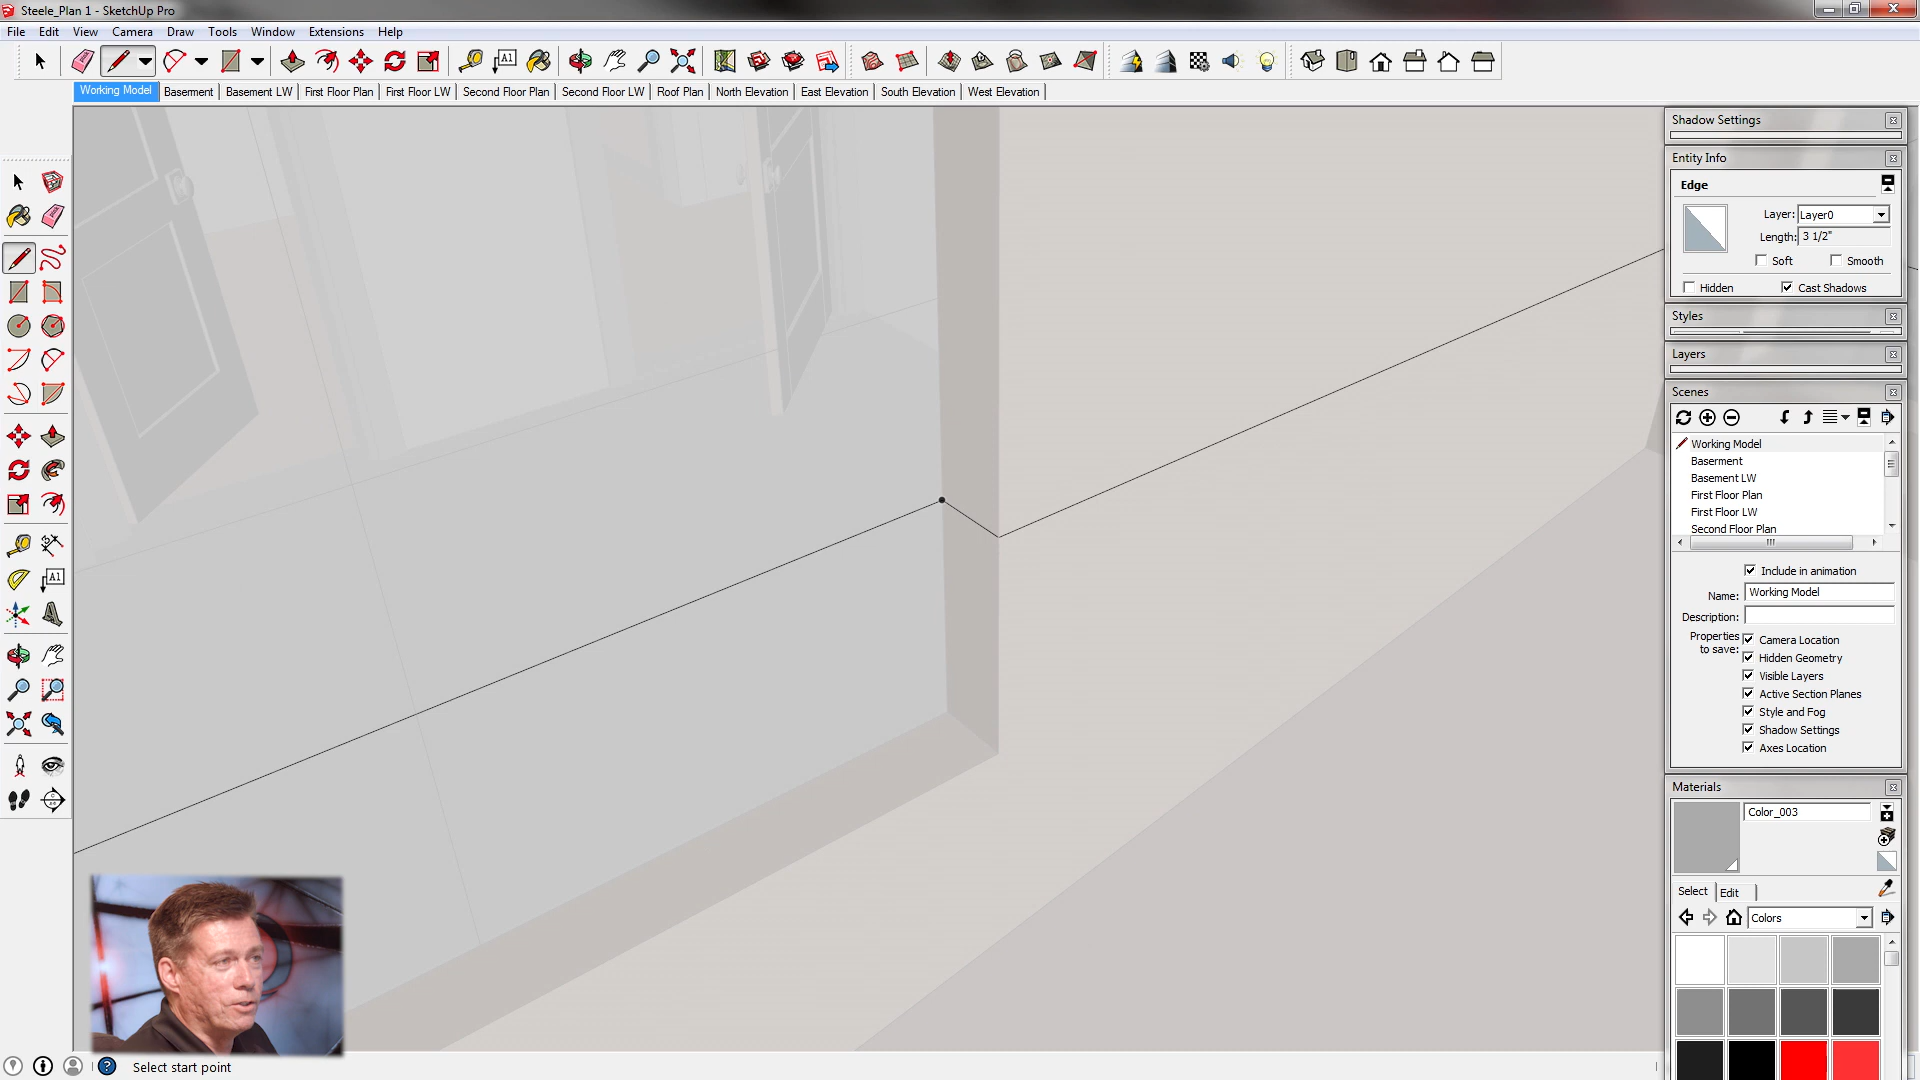 Steele_Plan 1 - SketchUp Pro
File Edit View Camera Draw Tools Window Extensions Help
Working Model Baserment Basement LW First Floor Plan First Floor LW Second Floor Plan Second Floor LW Roof Plan North Elevation East Elevation South Elevation West Elevation
Shadow Settings
Entity Info
Edge
Layer: Layer0
Length: 3 1/2"
Soft Smooth
Hidden Cast Shadows
Styles
Layers
Scenes
Working Model
Baserment
Basement LW
First Floor Plan
First Floor LW
Second Floor Plan
Include in animation
Name: Working Model
Description:
Properties to save:
Camera Location
Hidden Geometry
Visible Layers
Active Section Planes
Style and Fog
Shadow Settings
Axes Location
Materials
Color_003
Select Edit
Colors
A1
A1
Select start point